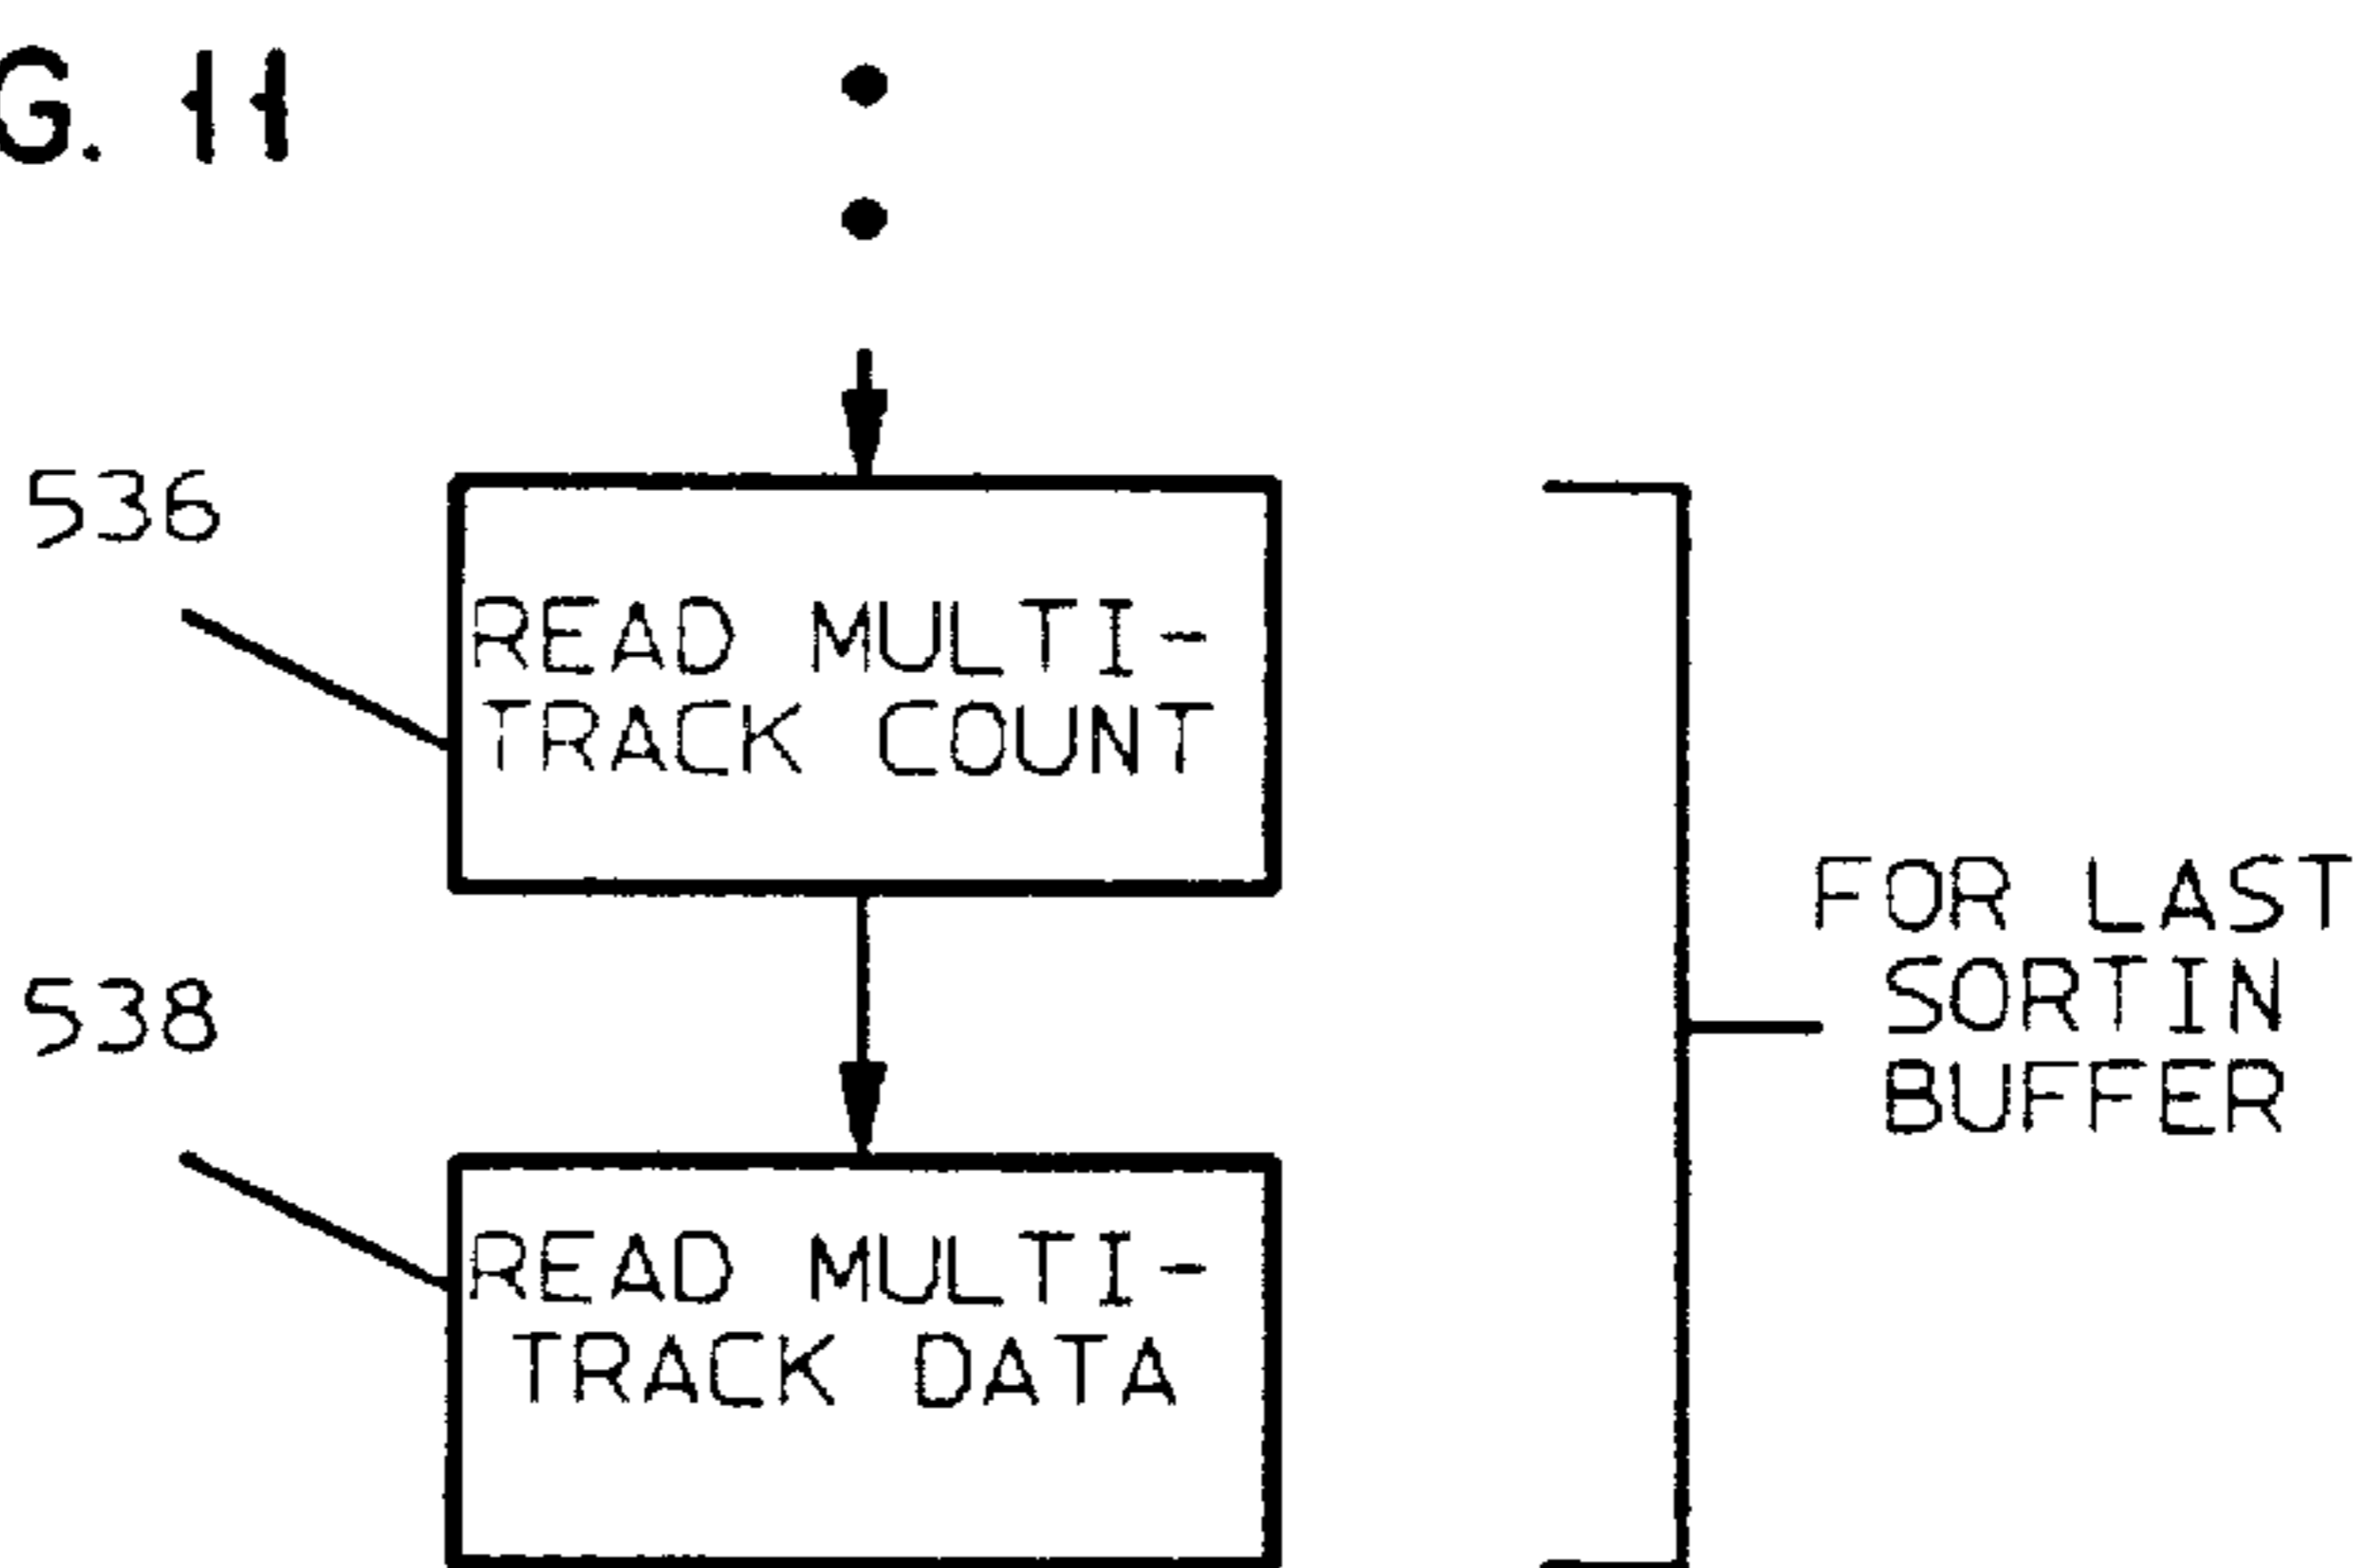 G. 11
536
READ MULTI-
TRACK COUNT
FOR LAST
SORTIN
BUFFER
538
READ MULTI-
TRACK DATA